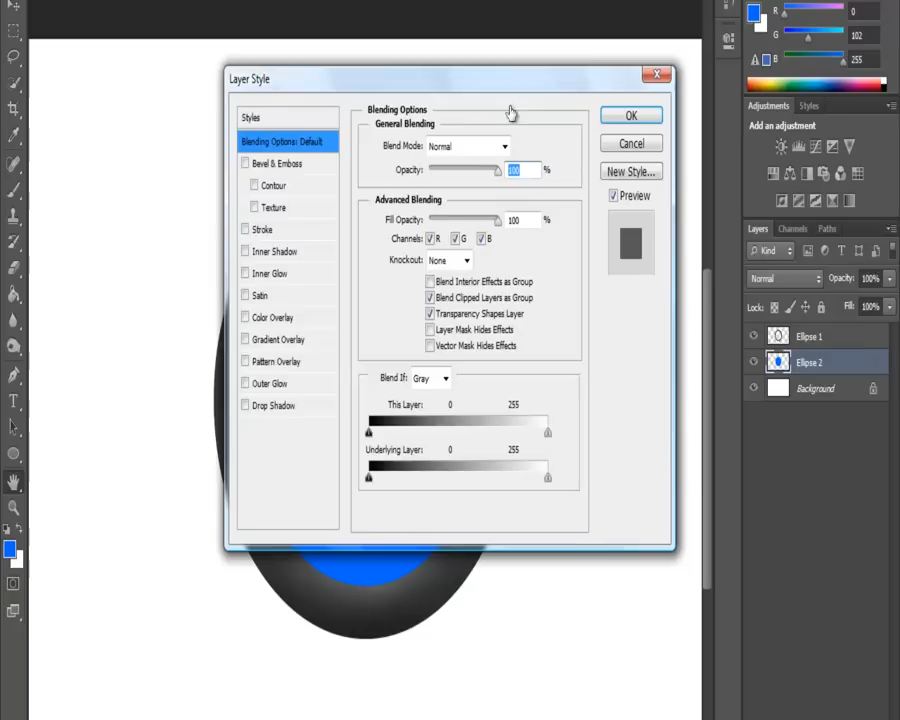 Layer Style
Styles
Blending Options: Default
Bevel & Emboss
Contour
Texture
Stroke
Inner Shadow
Inner Glow
Satin
Color Overlay
Gradient Overlay
Pattern Overlay
Outer Glow
Drop Shadow
Blending Options
General Blending
Blend Mode: Normal
Opacity: 100 %
Advanced Blending
Fill Opacity: 100 %
Channels: R G B
Knockout: None
Blend Interior Effects as Group
Blend Clipped Layers as Group
Transparency Shapes Layer
Layer Mask Hides Effects
Vector Mask Hides Effects
Blend If: Gray
This Layer: 0 255
Underlying Layer: 0 255
OK
Cancel
New Style...
Preview
R 0
G 102
B 255
Adjustments Styles
Add an adjustment
Layers Channels Paths
Kind
Normal Opacity: 100%
Lock: Fill: 100%
Ellipse 1
Ellipse 2
Background